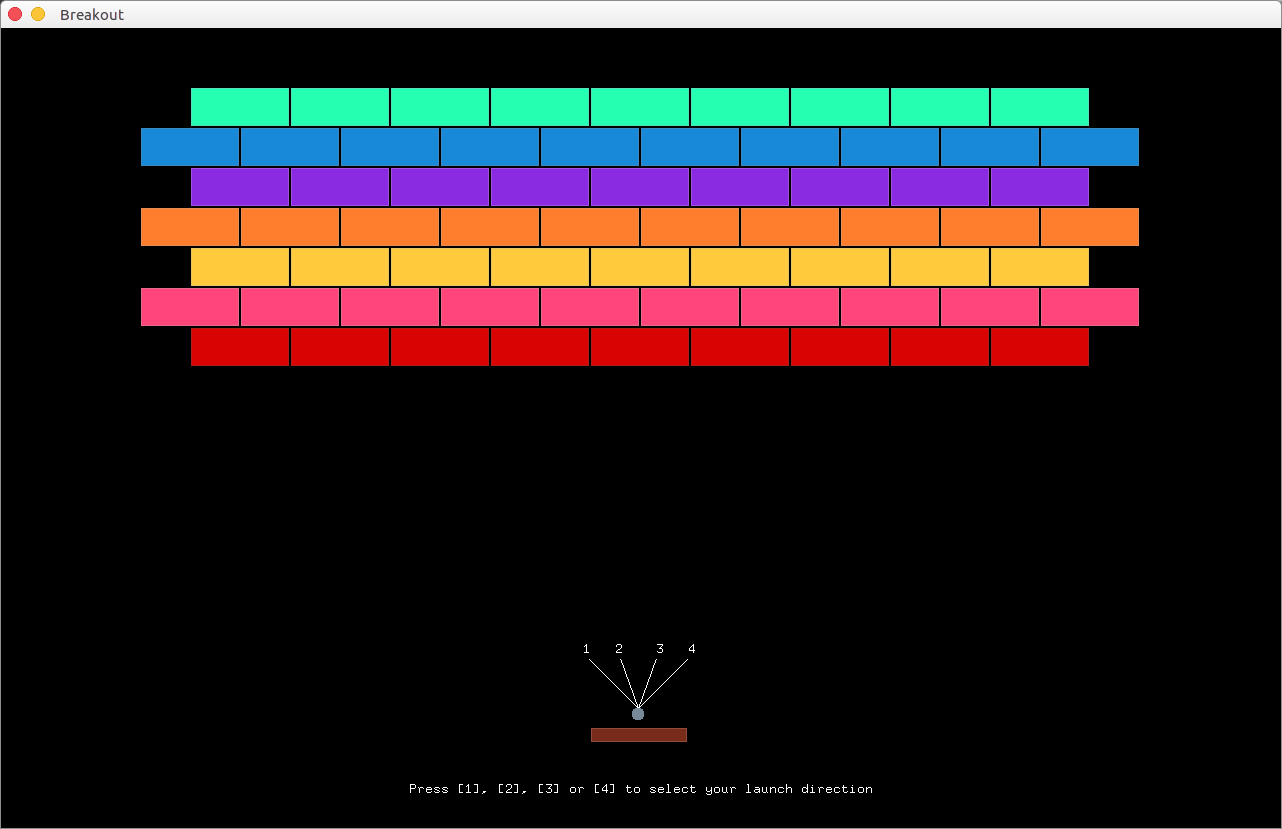 Breakout
1 2 3 4
Press [1], [2], [3] or [4] to select your launch direction